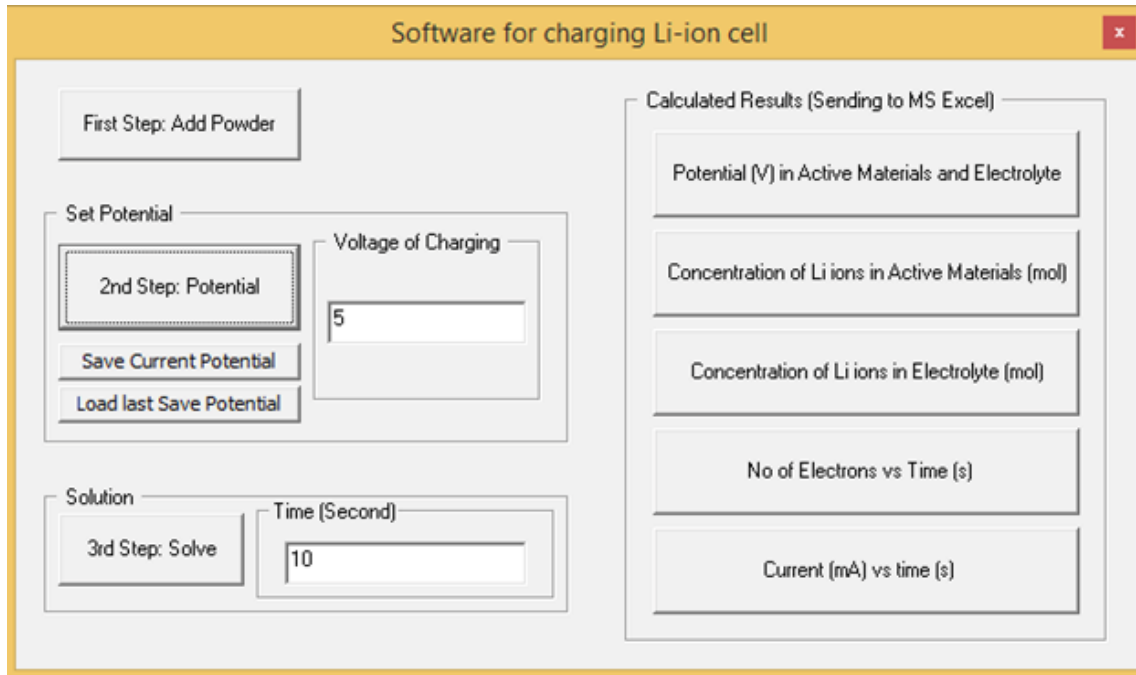 Software for charging Li-ion cell
x
First Step: Add Powder
Set Potential
2nd Step: Potential
Voltage of Charging
5
Save Current Potential
Load last Save Potential
Solution
3rd Step: Solve
Time (Second)
10
Calculated Results (Sending to MS Excel)
Potential (V) in Active Materials and Electrolyte
Concentration of Li ions in Active Materials (mol)
Concentration of Li ions in Electrolyte (mol)
No of Electrons vs Time (s)
Current (mA) vs time (s)